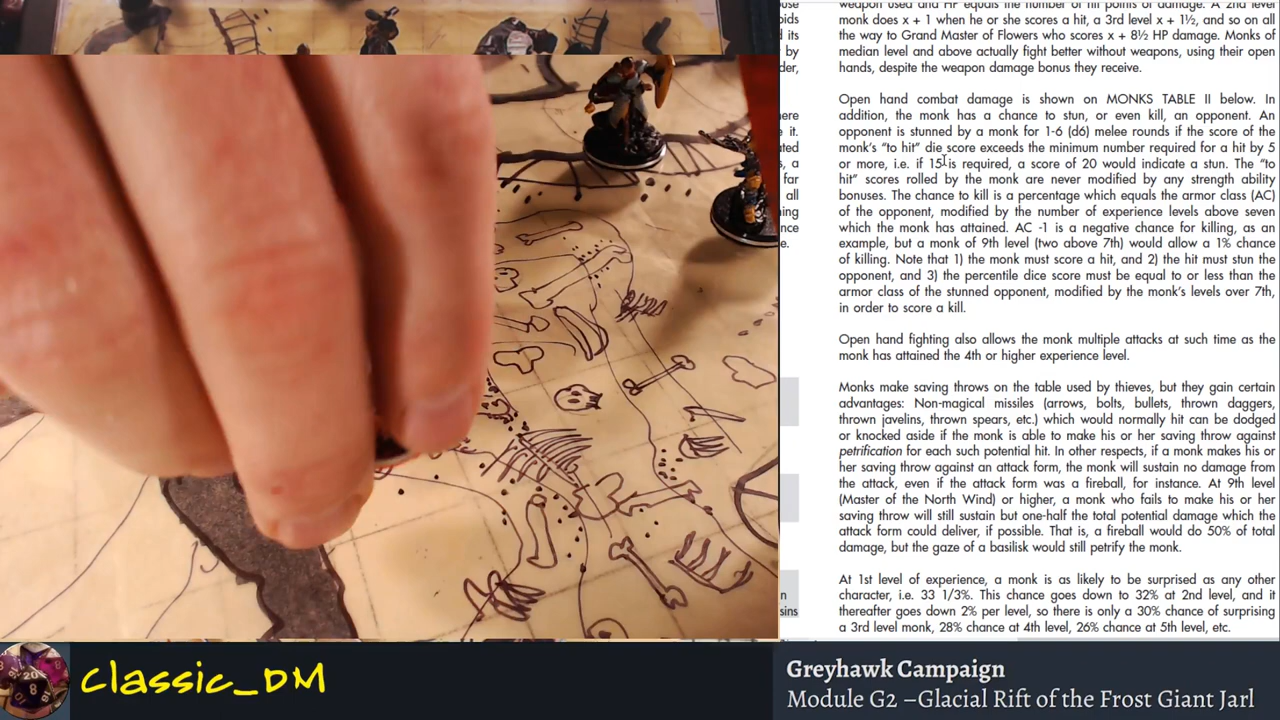 weapon used and HP equals the hit points of damage. A 2nd level
monk does x + 1 when he or she scores a hit, a 3rd level x + 1½, and so on all
the way to Grand Master of Flowers who scores x + 8½ HP damage. Monks of
median level and above actually fight better without weapons, using their open
hands, despite the weapon damage bonus they receive.
Open hand combat damage is shown on MONKS TABLE II below. In
addition, the monk has a chance to stun, or even kill, an opponent. An
opponent is stunned by a monk for 1-6 (d6) melee rounds if the score of the
monk's "to hit" die score exceeds the minimum number required for a hit by 5
or more, i.e. if 15 is required, a score of 20 would indicate a stun. The "to
hit" scores rolled by the monk are never modified by any strength ability
bonuses. The chance to kill is a percentage which equals the armor class (AC)
of the opponent, modified by the number of experience levels above seven
which the monk has attained. AC -1 is a negative chance for killing, as an
example, but a monk of 9th level (two above 7th) would allow a 1% chance
of killing. Note that 1) the monk must score a hit, and 2) the hit must stun the
opponent, and 3) the percentile dice score must be equal to or less than the
armor class of the stunned opponent, modified by the monk's levels over 7th,
in order to score a kill.
Open hand fighting also allows the monk multiple attacks at such time as the
monk has attained the 4th or higher experience level.
Monks make saving throws on the table used by thieves, but they gain certain
advantages: Non-magical missiles (arrows, bolts, bullets, thrown daggers,
thrown javelins, thrown spears, etc.) which would normally hit can be dodged
or knocked aside if the monk is able to make his or her saving throw against
petrification for each such potential hit. In other respects, if a monk makes his or
her saving throw against an attack form, the monk will sustain no damage from
the attack, even if the attack form was a fireball, for instance. At 9th level
(Master of the North Wind) or higher, a monk who fails to make his or her
saving throw will still sustain but one-half the total potential damage which the
attack form could deliver, if possible. That is, a fireball would do 50% of total
damage, but the gaze of a basilisk would still petrify the monk.
At 1st level of experience, a monk is as likely to be surprised as any other
character, i.e. 33 1/3%. This chance goes down to 32% at 2nd level, and it
thereafter goes down 2% per level, so there is only a 30% chance of surprising
a 3rd level monk, 28% chance at 4th level, 26% chance at 5th level, etc.
classic_DM
Greyhawk Campaign
Module G2 –Glacial Rift of the Frost Giant Jarl